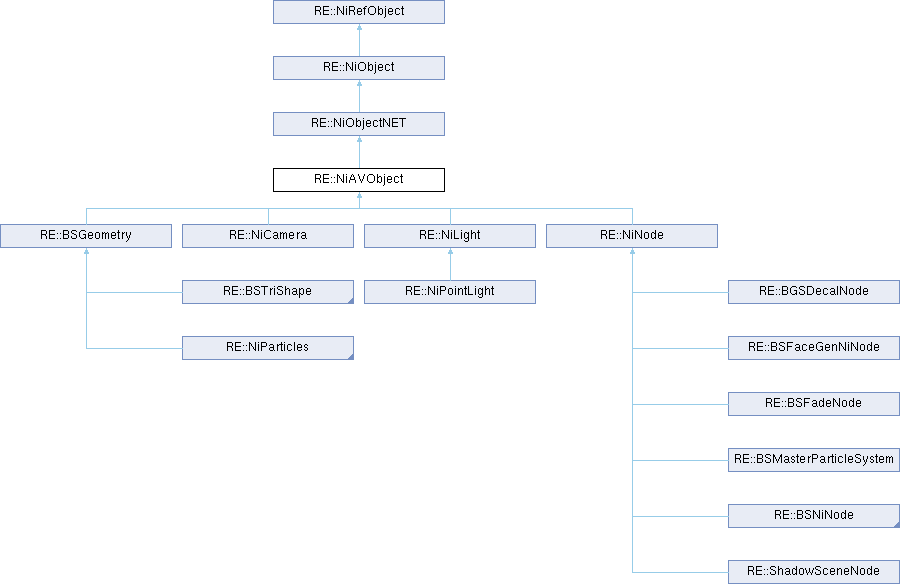 RE::NiRefObject
RE::NiObject
RE::NiObjectNET
RE::NiAVObject
RE::BSGeometry
RE::NiCamera
RE::NiLight
RE::NiNode
RE::BSTriShape
RE::NiPointLight
RE::BGSDecalNode
RE::NiParticles
RE::BSFaceGenNiNode
RE::BSFadeNode
RE::BSMasterParticleSystem
RE::BSNiNode
RE::ShadowSceneNode